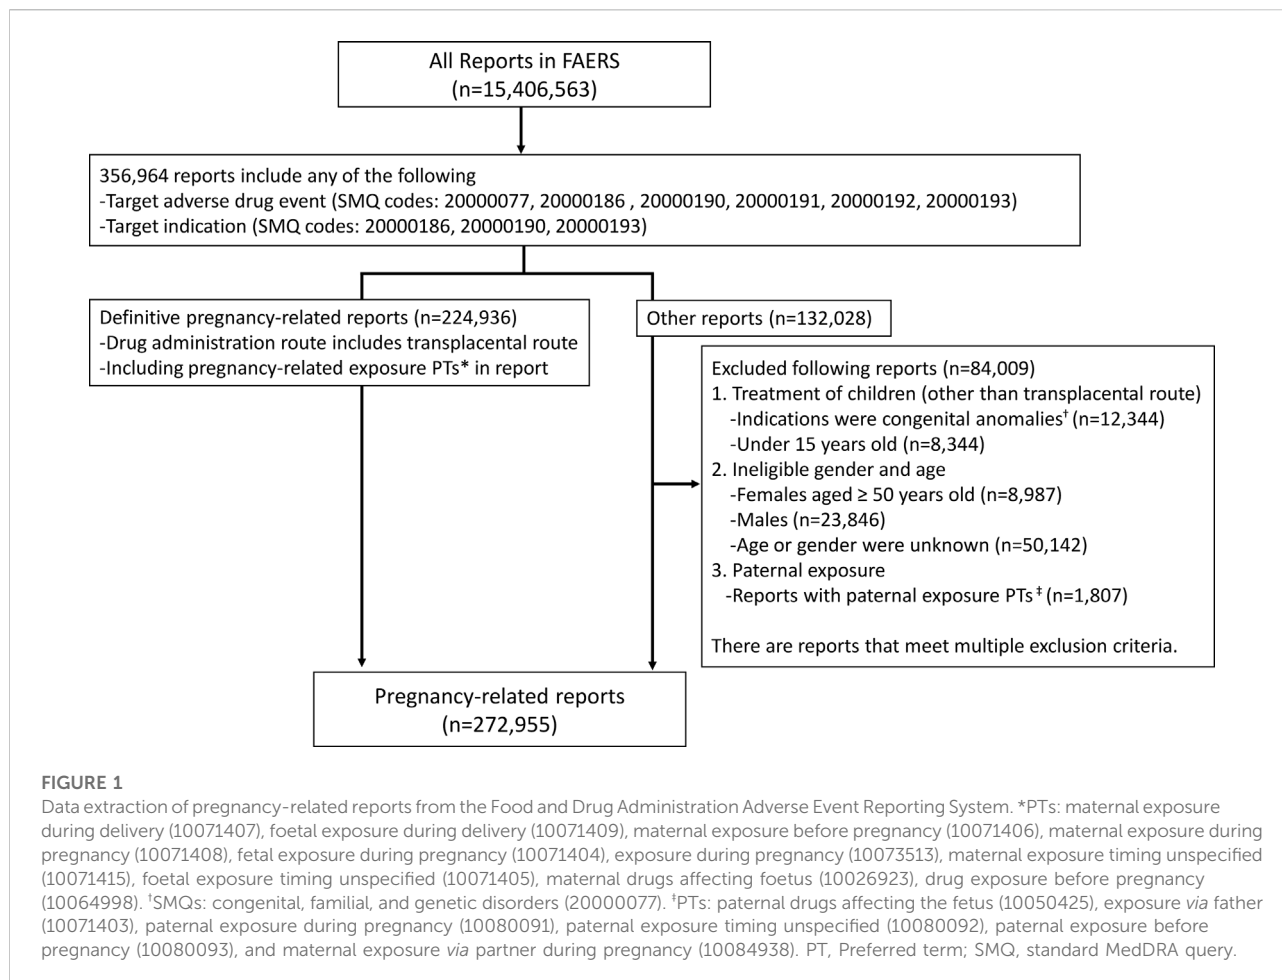 All Reports in FAERS
(n=15,406,563)
356,964 reports include any of the following
-Target adverse drug event (SMQ codes: 20000077, 20000186 , 20000190, 20000191, 20000192, 20000193)
-Target indication (SMQ codes: 20000186, 20000190, 20000193)
Definitive pregnancy-related reports (n=224,936)
-Drug administration route includes transplacental route
-Including pregnancy-related exposure PTs* in report
Other reports (n=132,028)
Excluded following reports (n=84,009)
1. Treatment of children (other than transplacental route)
-Indications were congenital anomalies† (n=12,344)
-Under 15 years old (n=8,344)
2. Ineligible gender and age
-Females aged ≥ 50 years old (n=8,987)
-Males (n=23,846)
-Age or gender were unknown (n=50,142)
3. Paternal exposure
-Reports with paternal exposure PTs ‡ (n=1,807)
There are reports that meet multiple exclusion criteria.
Pregnancy-related reports
(n=272,955)
FIGURE 1
Data extraction of pregnancy-related reports from the Food and Drug Administration Adverse Event Reporting System. *PTs: maternal exposure
during delivery (10071407), foetal exposure during delivery (10071409), maternal exposure before pregnancy (10071406), maternal exposure during
pregnancy (10071408), fetal exposure during pregnancy (10071404), exposure during pregnancy (10073513), maternal exposure timing unspecified
(10071415), foetal exposure timing unspecified (10071405), maternal drugs affecting foetus (10026923), drug exposure before pregnancy
(10064998). †SMQs: congenital, familial, and genetic disorders (20000077). ‡PTs: paternal drugs affecting the fetus (10050425), exposure via father
(10071403), paternal exposure during pregnancy (10080091), paternal exposure timing unspecified (10080092), paternal exposure before
pregnancy (10080093), and maternal exposure via partner during pregnancy (10084938). PT, Preferred term; SMQ, standard MedDRA query.